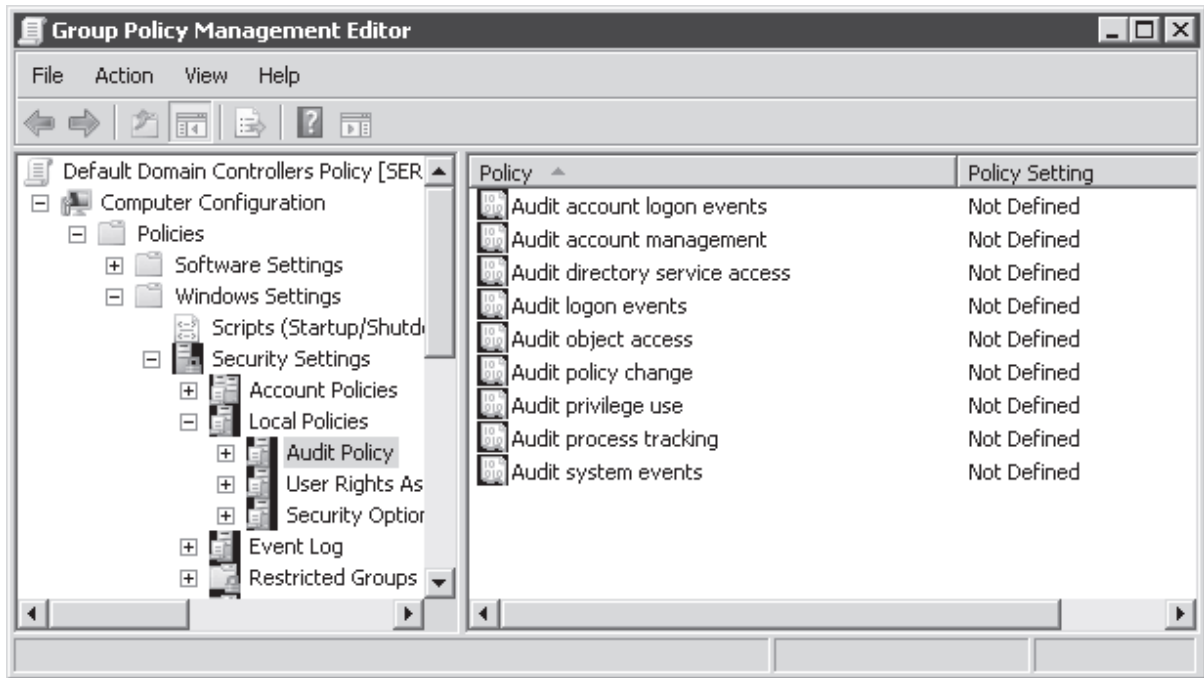 Group Policy Management Editor
File Action View Help
Default Domain Controllers Policy [SER
Computer Configuration
Policies
Software Settings
Windows Settings
Scripts (Startup/Shutd
Security Settings
Account Policies
Local Policies
Audit Policy
User Rights As
Security Option
Event Log
Restricted Groups
Policy Policy Setting
Audit account logon events Not Defined
Audit account management Not Defined
Audit directory service access Not Defined
Audit logon events Not Defined
Audit object access Not Defined
Audit policy change Not Defined
Audit privilege use Not Defined
Audit process tracking Not Defined
Audit system events Not Defined